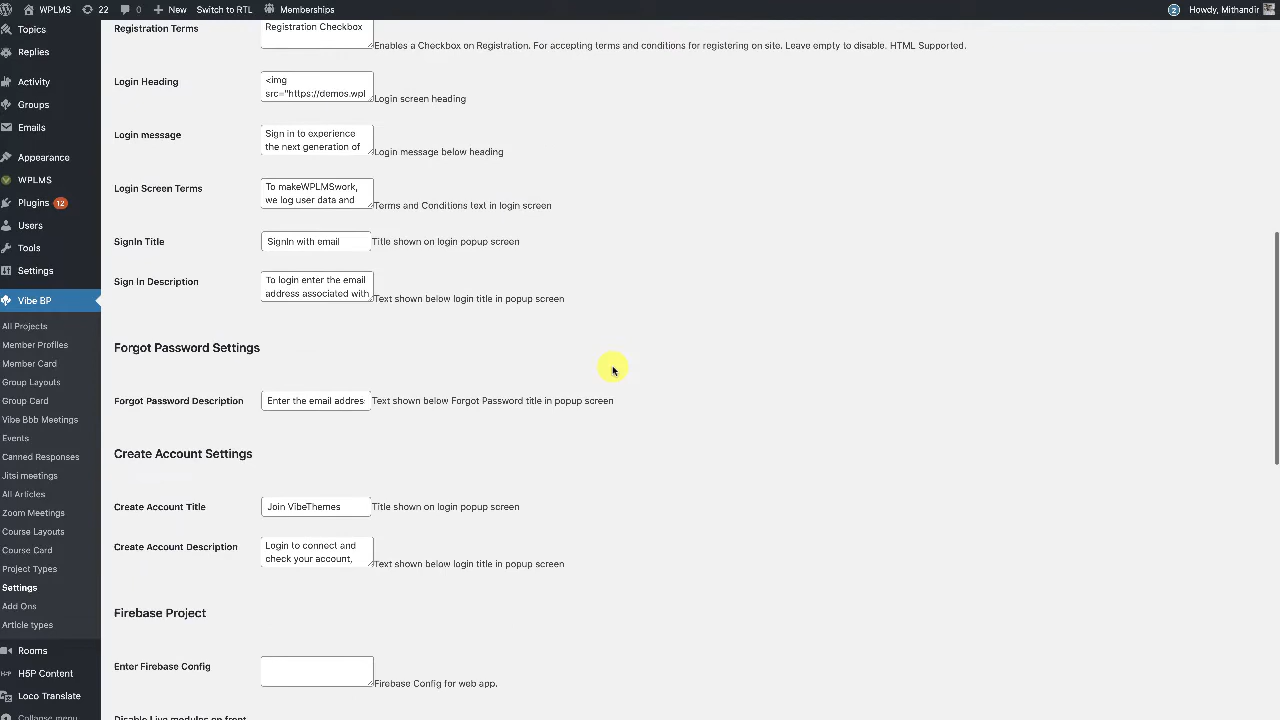 WPLMS 22 0 New Switch to RTL Memberships Howdy, Mithandir
Topics
Replies
Activity
Groups
Emails
Appearance
WPLMS
Plugins 12
Users
Tools
Settings
Vibe BP
All Projects
Member Profiles
Member Card
Group Layouts
Group Card
Vibe Bbb Meetings
Events
Canned Responses
Jitsi meetings
All Articles
Zoom Meetings
Course Layouts
Course Card
Project Types
Settings
Add Ons
Article types
Rooms
H5P Content
Loco Translate
Collapse menu
Registration Terms
Registration Checkbox
Enables a Checkbox on Registration. For accepting terms and conditions for registering on site. Leave empty to disable. HTML Supported.
Login Heading
<img
src="https://demos.wpl
Login screen heading
Login message
Sign in to experience
the next generation of
Login message below heading
Login Screen Terms
To makeWPLMSwork,
we log user data and
Terms and Conditions text in login screen
SignIn Title
SignIn with email
Title shown on login popup screen
Sign In Description
To login enter the email
address associated with
Text shown below login title in popup screen
Forgot Password Settings
Forgot Password Description
Enter the email addres
Text shown below Forgot Password title in popup screen
Create Account Settings
Create Account Title
Join VibeThemes
Title shown on login popup screen
Create Account Description
Login to connect and
check your account,
Text shown below login title in popup screen
Firebase Project
Enter Firebase Config
Firebase Config for web app.
Disable Live modules on front